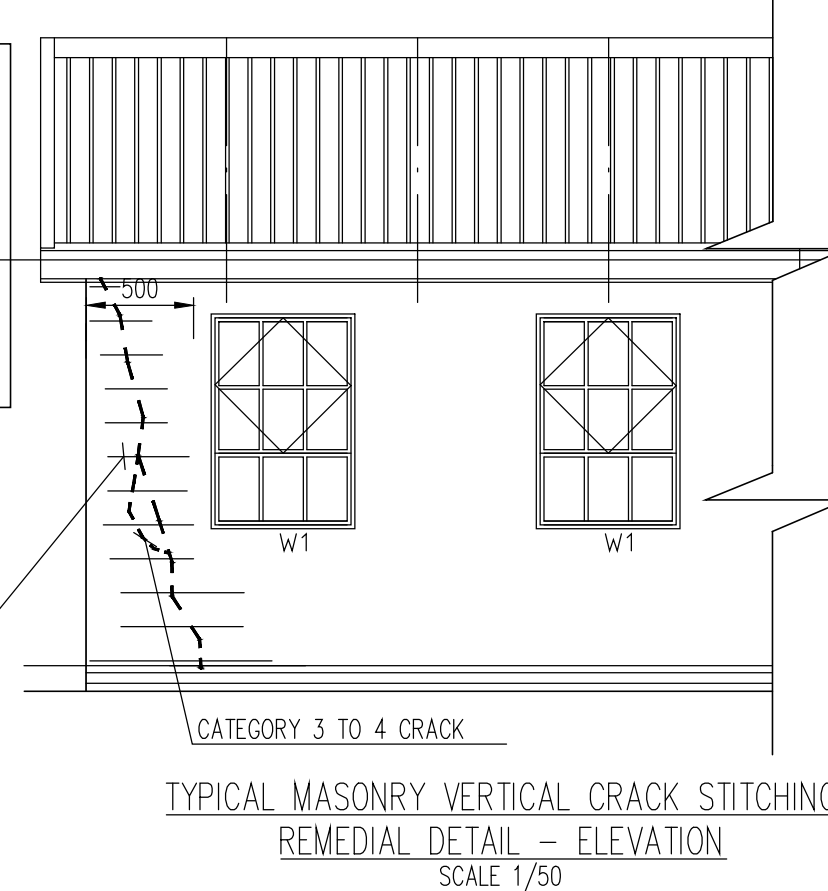 500
W1 W1
CATEGORY 3 TO 4 CRACK
TYPICAL MASONRY VERTICAL CRACK STITCHING
REMEDIAL DETAIL - ELEVATION
SCALE 1/50